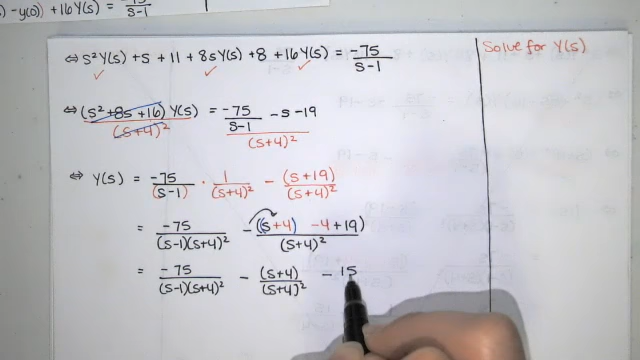 ) -y(0)) +16Y(s) = -75/(s-1)
⇔ s²Y(s) + s + 11 + 8sY(s) + 8 + 16Y(s) = -75/(s-1)
Solve for Y(s)
⇔ (s² + 8s + 16) Y(s)/(s+4)² = (-75/(s-1) - s - 19)/(s+4)²
⇔ Y(s) = -75/(s-1) · 1/(s+4)² - (s+19)/(s+4)²
= -75/((s-1)(s+4)²) - ((s+4) -4 +19)/(s+4)²
= -75/((s-1)(s+4)²) - (s+4)/(s+4)² - 15